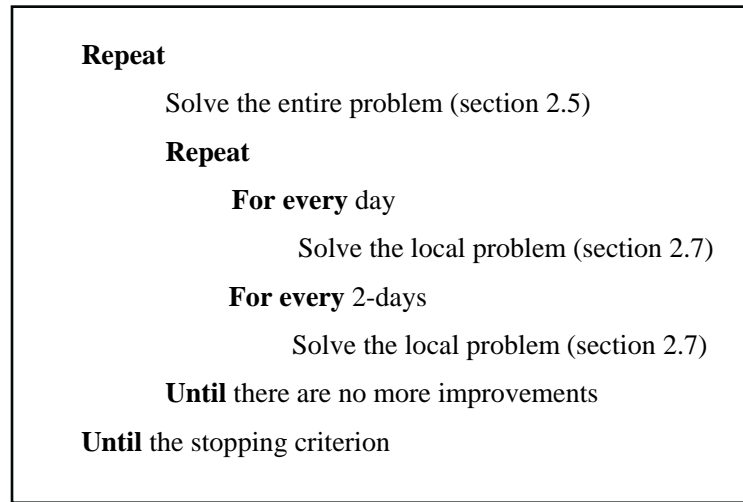 Repeat
Solve the entire problem (section 2.5)
Repeat
For every day
Solve the local problem (section 2.7)
For every 2-days
Solve the local problem (section 2.7)
Until there are no more improvements
Until the stopping criterion